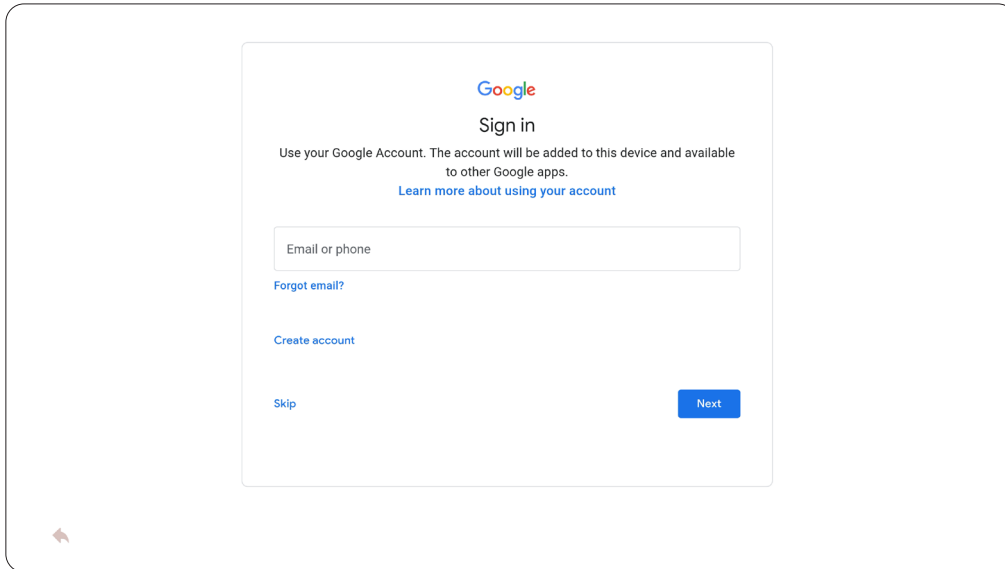 Google
Sign in
Use your Google Account. The account will be added to this device and available
to other Google apps.
Learn more about using your account
Email or phone
Forgot email?
Create account
Skip
Next